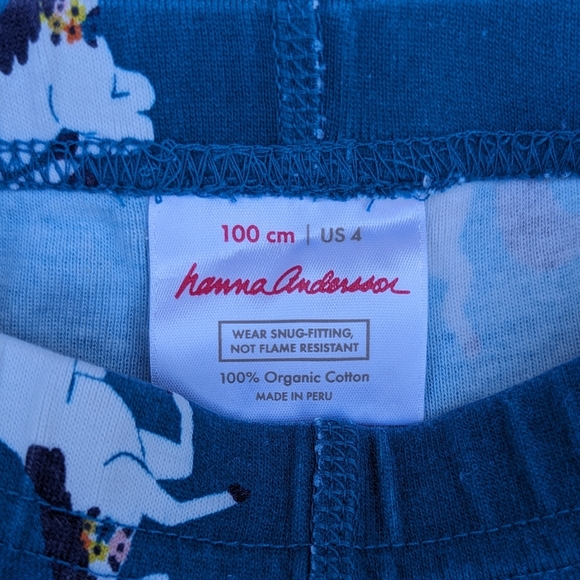 100 cm | US 4
hanna Andersson
WEAR SNUG-FITTING,
NOT FLAME RESISTANT
100% Organic Cotton
MADE IN PERU